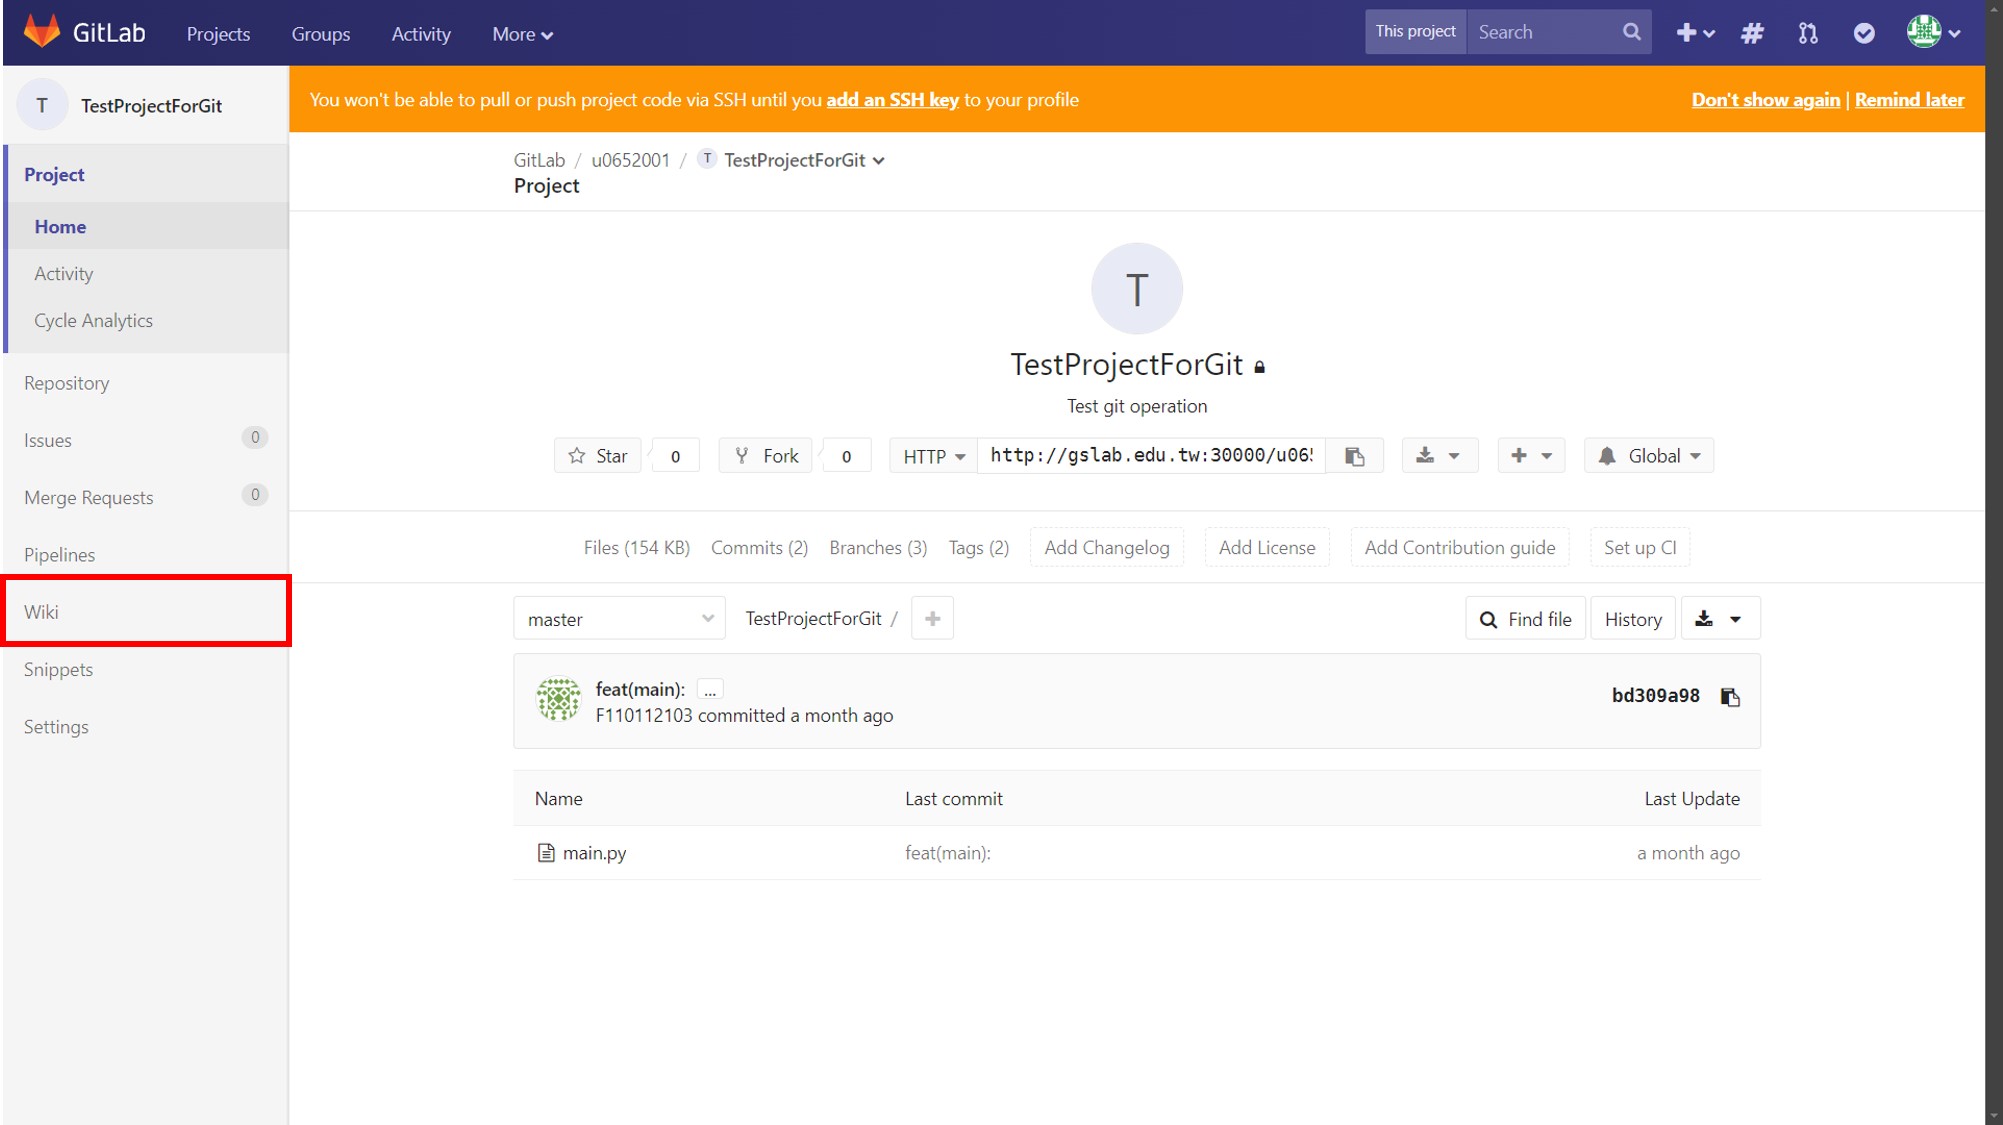 GitLab Projects Groups Activity More This project Search
T TestProjectForGit
You won't be able to pull or push project code via SSH until you add an SSH key to your profile Don't show again | Remind later
Project
Home
Activity
Cycle Analytics
Repository
Issues 0
Merge Requests 0
Pipelines
Wiki
Snippets
Settings
GitLab / u0652001 / T TestProjectForGit
Project
T
TestProjectForGit
Test git operation
Star 0 Fork 0 HTTP http://gslab.edu.tw:30000/u065 Global
Files (154 KB) Commits (2) Branches (3) Tags (2) Add Changelog Add License Add Contribution guide Set up CI
master TestProjectForGit / Find file History
feat(main): ... bd309a98
F110112103 committed a month ago
Name Last commit Last Update
main.py feat(main): a month ago